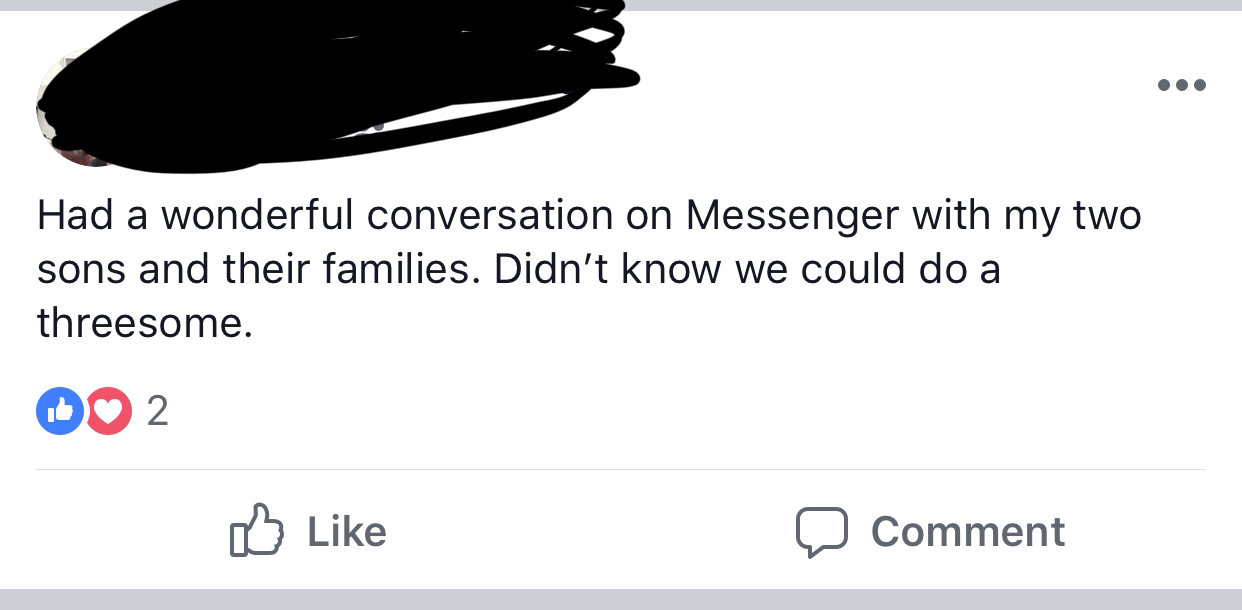 Had a wonderful conversation on Messenger with my two
sons and their families. Didn’t know we could do a
threesome.
2
Like
Comment